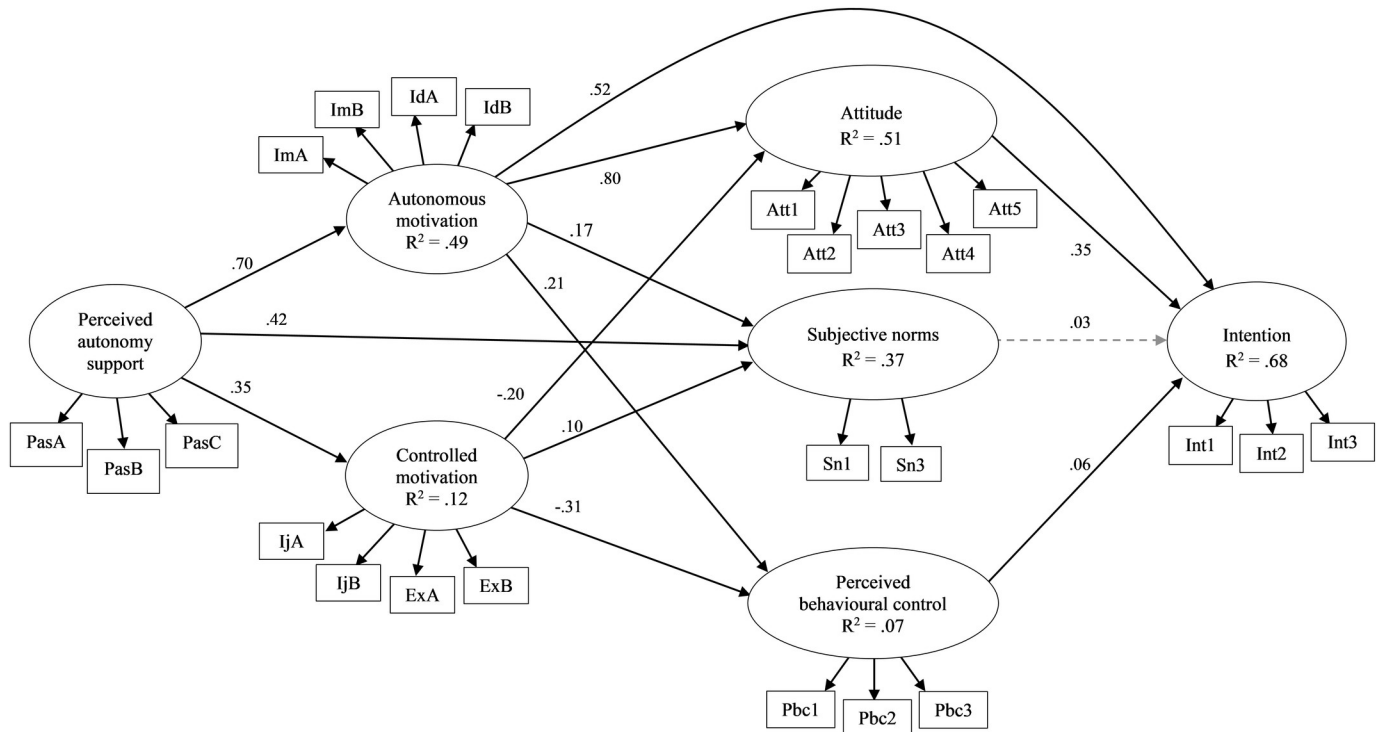 .52
IdA
IdB
ImB
ImA
Attitude
R² = .51
.80
Autonomous
motivation
R² = .49
Att1
Att2
Att3
Att4
Att5
.17
.35
.70
.21
Perceived
autonomy
support
.42
Subjective norms
R² = .37
.03
Intention
R² = .68
.35
-.20
PasA
PasB
PasC
.10
Controlled
motivation
R² = .12
Sn1
Sn3
Int1
Int2
Int3
.06
-.31
IjA
IjB
ExA
ExB
Perceived
behavioural control
R² = .07
Pbc1
Pbc2
Pbc3